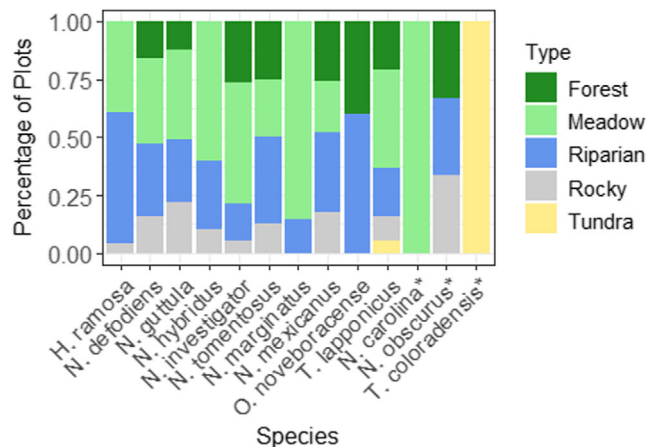 Percentage of Plots
1.00
0.75
0.50
0.25
0.00
H. ramosa
N. defodiens
N. guttula
N. hybridus
N. investigator
N. tomentosus
N. marginatus
N. mexicanus
O. noveboracense
T. lapponicus
N. carolina*
N. obscurus*
T. coloradensis*
Species
Type
Forest
Meadow
Riparian
Rocky
Tundra